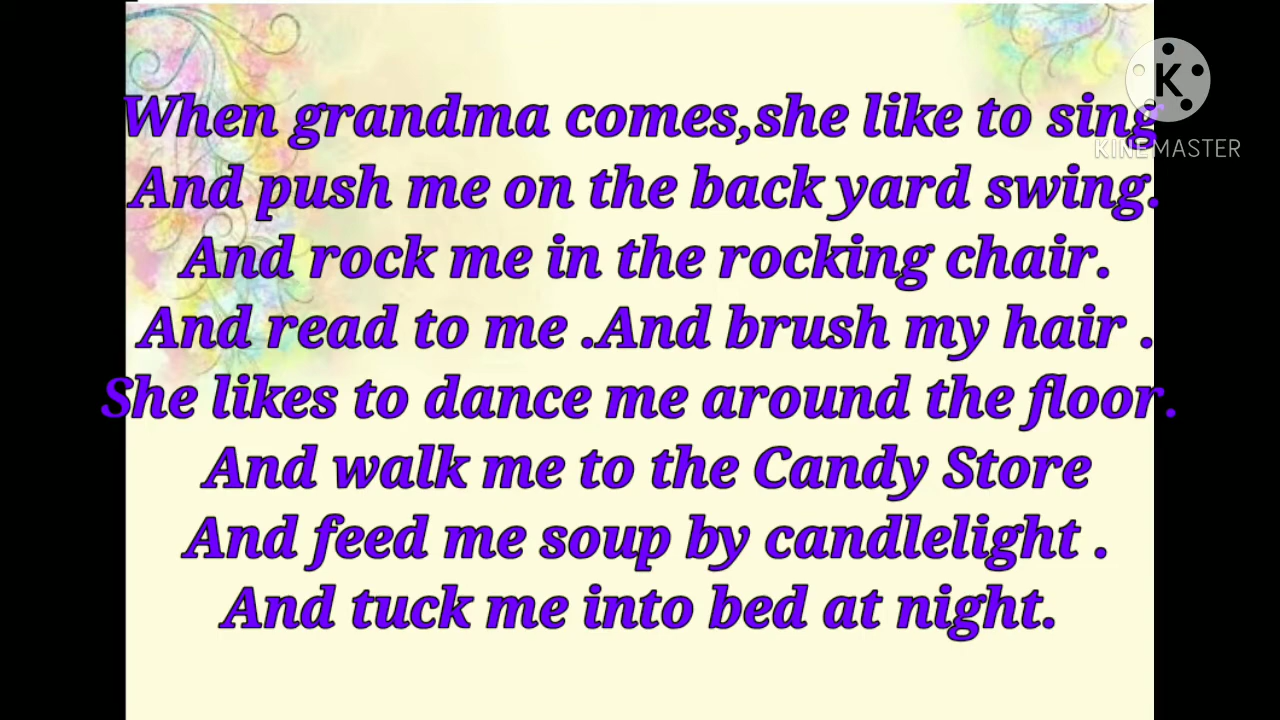 When grandma comes,she like to sing
And push me on the back yard swing.
And rock me in the rocking chair.
And read to me .And brush my hair .
She likes to dance me around the floor.
And walk me to the Candy Store
And feed me soup by candlelight .
And tuck me into bed at night.
K
KINEMASTER